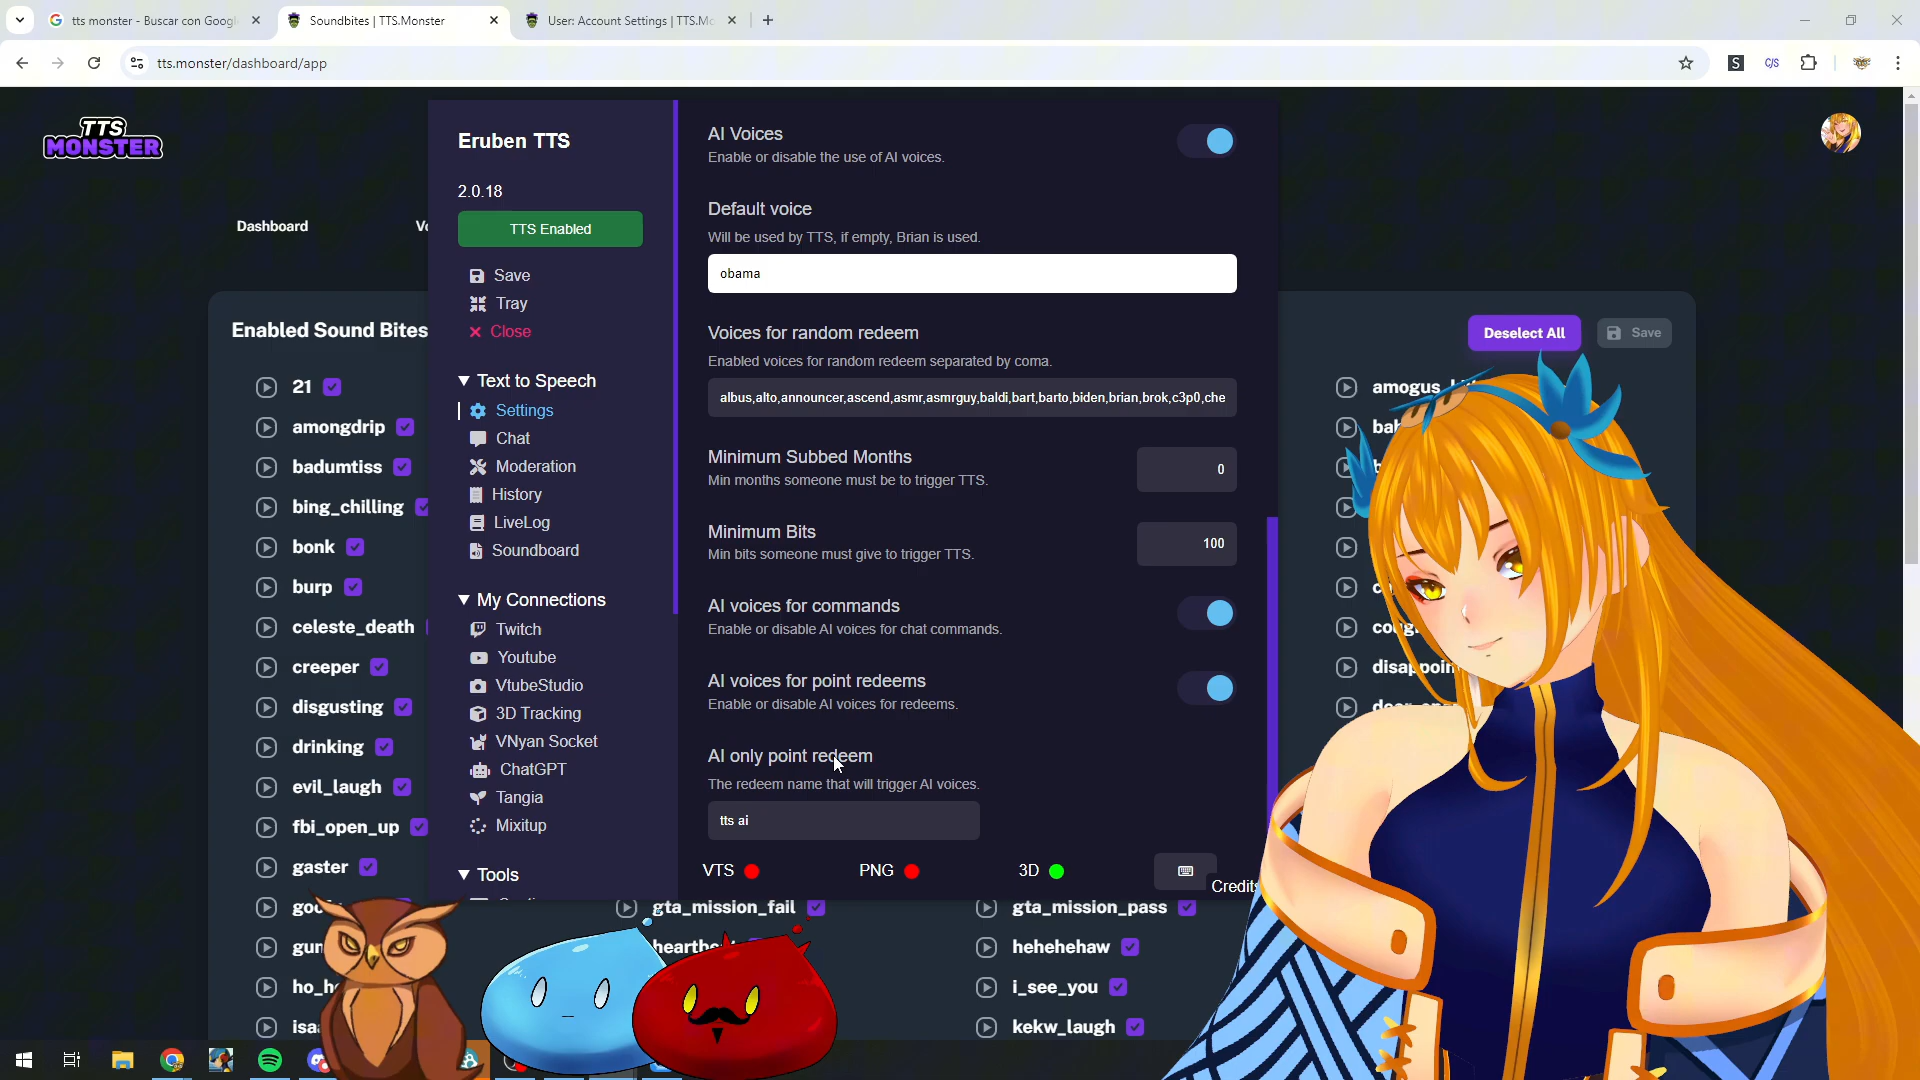 tts monster - Buscar con Googl
Soundbites | TTS.Monster
User: Account Settings | TTS.Mo
tts.monster/dashboard/app
S
C/S
TTS
MONSTER
Dashboard
Enabled Sound Bites
Deselect All
Save
21
amongdrip
badumtiss
bing_chilling
bonk
burp
celeste_death
creeper
disgusting
drinking
evil_laugh
fbi_open_up
gaster
gta_mission_fail
gta_mission_pass
hehehehaw
i_see_you
kekw_laugh
amogus
Eruben TTS
2.0.18
TTS Enabled
Save
Tray
Close
Text to Speech
Settings
Chat
Moderation
History
LiveLog
Soundboard
My Connections
Twitch
Youtube
VtubeStudio
3D Tracking
VNyan Socket
ChatGPT
Tangia
Mixitup
Tools
AI Voices
Enable or disable the use of AI voices.
Default voice
Will be used by TTS, if empty, Brian is used.
obama
Voices for random redeem
Enabled voices for random redeem separated by coma.
albus,alto,announcer,ascend,asmr,asmrguy,baldi,bart,barto,biden,brian,brok,c3p0,che
Minimum Subbed Months
Min months someone must be to trigger TTS.
0
Minimum Bits
Min bits someone must give to trigger TTS.
100
AI voices for commands
Enable or disable AI voices for chat commands.
AI voices for point redeems
Enable or disable AI voices for redeems.
AI only point redeem
The redeem name that will trigger AI voices.
tts ai
VTS
PNG
3D
Credits